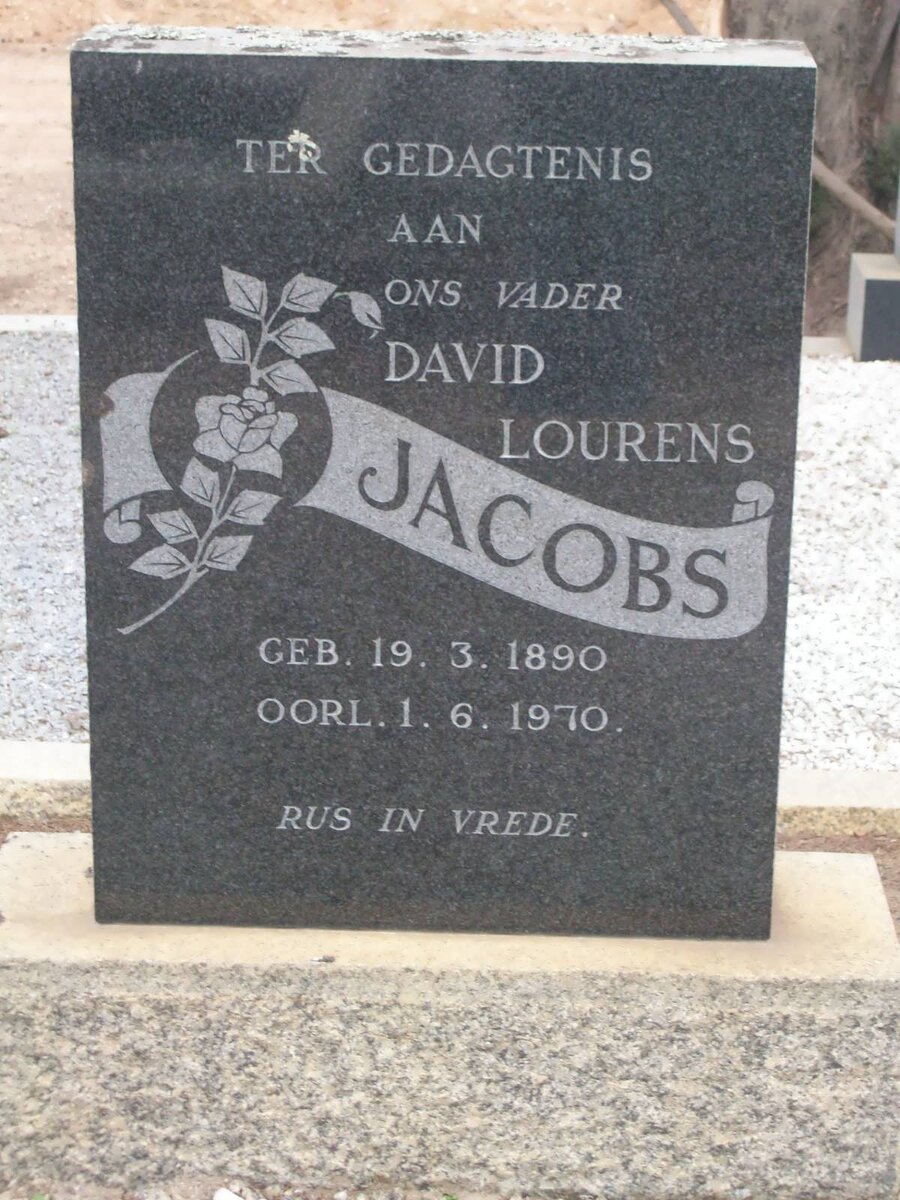 TER GEDAGTENIS
AAN
ONS VADER
DAVID
LOURENS
JACOBS
GEB. 19. 3. 1890
OORL. 1. 6. 1970.
RUS IN VREDE.